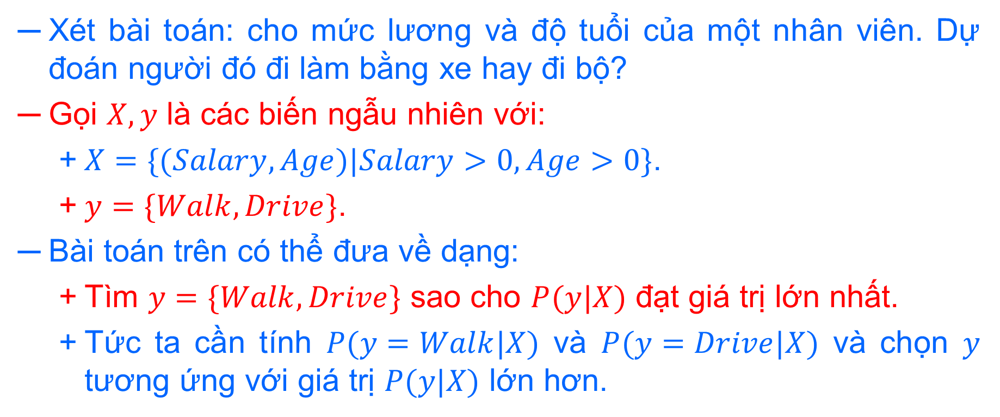 — Xét bài toán: cho mức lương và độ tuổi của một nhân viên. Dự
đoán người đó đi làm bằng xe hay đi bộ?
— Gọi X, y là các biến ngẫu nhiên với:
+ X = {(Salary, Age)|Salary > 0, Age > 0}.
+ y = {Walk, Drive}.
— Bài toán trên có thể đưa về dạng:
+ Tìm y = {Walk, Drive} sao cho P(y|X) đạt giá trị lớn nhất.
+ Tức ta cần tính P(y = Walk|X) và P(y = Drive|X) và chọn y
tương ứng với giá trị P(y|X) lớn hơn.